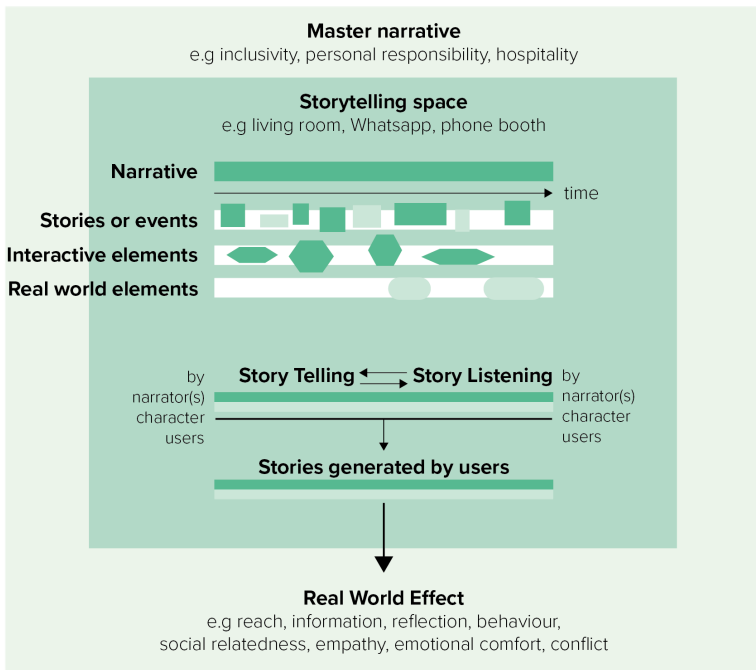 Master narrative
e.g inclusivity, personal responsibility, hospitality
Storytelling space
e.g living room, Whatsapp, phone booth
Narrative
time
Stories or events
Interactive elements
Real world elements
by
narrator(s)
character
users
Story Telling
Story Listening
by
narrator(s)
character
users
Stories generated by users
Real World Effect
e.g reach, information, reflection, behaviour,
social relatedness, empathy, emotional comfort, conflict